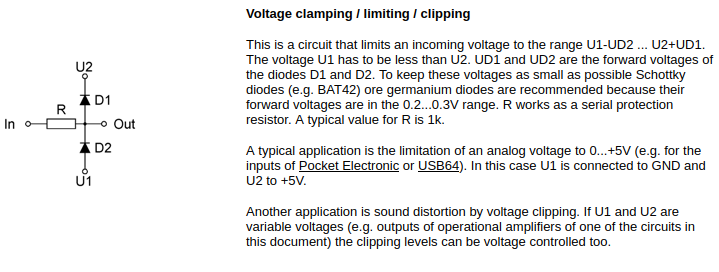 Voltage clamping / limiting / clipping
This is a circuit that limits an incoming voltage to the range U1-UD2 ... U2+UD1.
The voltage U1 has to be less than U2. UD1 and UD2 are the forward voltages of
the diodes D1 and D2. To keep these voltages as small as possible Schottky
diodes (e.g. BAT42) ore germanium diodes are recommended because their
forward voltages are in the 0.2...0.3V range. R works as a serial protection
resistor. A typical value for R is 1k.
A typical application is the limitation of an analog voltage to 0...+5V (e.g. for the
inputs of Pocket Electronic or USB64). In this case U1 is connected to GND and
U2 to +5V.
Another application is sound distortion by voltage clipping. If U1 and U2 are
variable voltages (e.g. outputs of operational amplifiers of one of the circuits in
this document) the clipping levels can be voltage controlled too.
U2
D1
R
In
Out
D2
U1